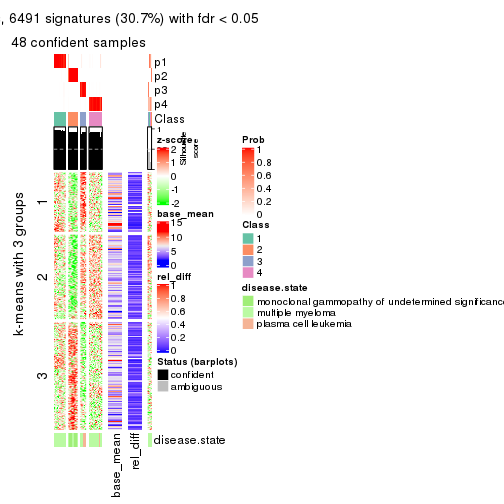 , 6491 signatures (30.7%) with fdr < 0.05
48 confident samples
p1
p2
p3
p4
Class
1
Silhouette
score
z-score
2
1
0
-1
-2
base_mean
15
10
5
0
rel_diff
1
0.8
0.6
0.4
0.2
0
Status (barplots)
confident
ambiguous
Prob
1
0.8
0.6
0.4
0.2
0
Class
1
2
3
4
disease.state
monoclonal gammopathy of undetermined significance
multiple myeloma
plasma cell leukemia
k-means with 3 groups
1
2
3
disease.state
base_mean
rel_diff